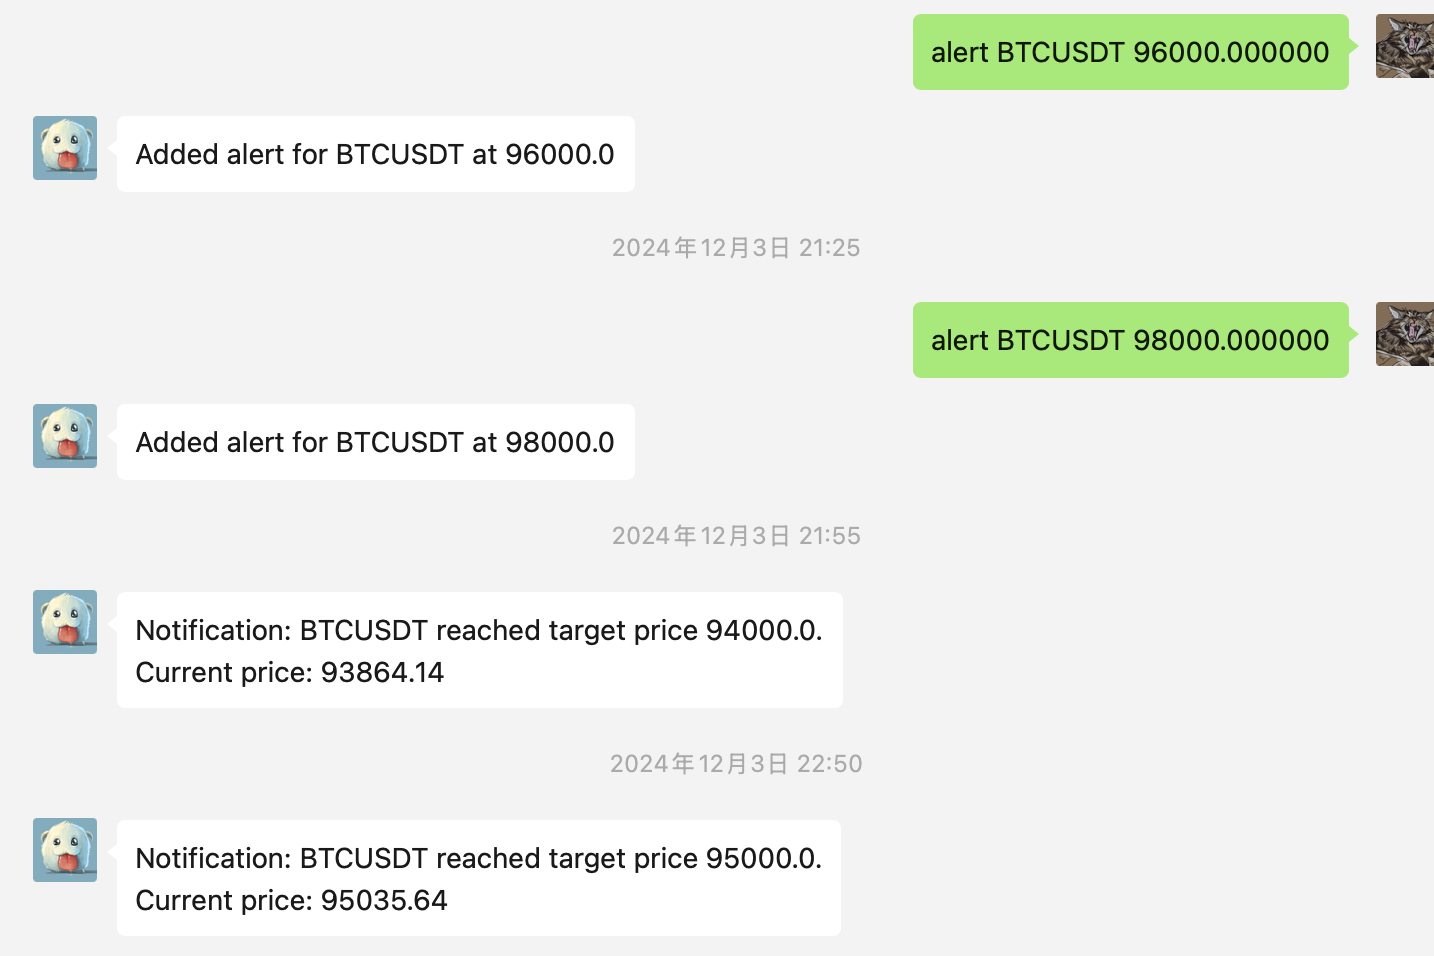 alert BTCUSDT 96000.000000
Added alert for BTCUSDT at 96000.0
2024年12月3日 21:25
alert BTCUSDT 98000.000000
Added alert for BTCUSDT at 98000.0
2024年12月3日 21:55
Notification: BTCUSDT reached target price 94000.0.
Current price: 93864.14
2024年12月3日 22:50
Notification: BTCUSDT reached target price 95000.0.
Current price: 95035.64